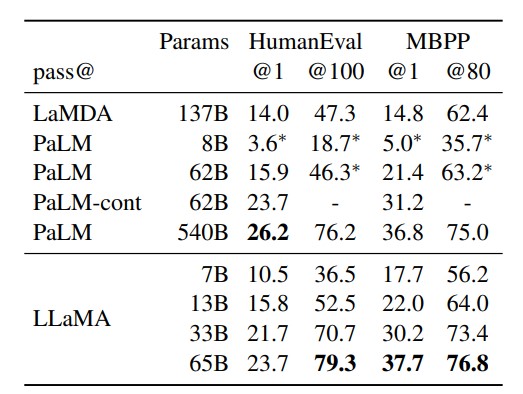 Params HumanEval MBPP
pass@ @1 @100 @1 @80
LaMDA 137B 14.0 47.3 14.8 62.4
PaLM 8B 3.6* 18.7* 5.0* 35.7*
PaLM 62B 15.9 46.3* 21.4 63.2*
PaLM-cont 62B 23.7 - 31.2 -
PaLM 540B 26.2 76.2 36.8 75.0
LLaMA
7B 10.5 36.5 17.7 56.2
13B 15.8 52.5 22.0 64.0
33B 21.7 70.7 30.2 73.4
65B 23.7 79.3 37.7 76.8